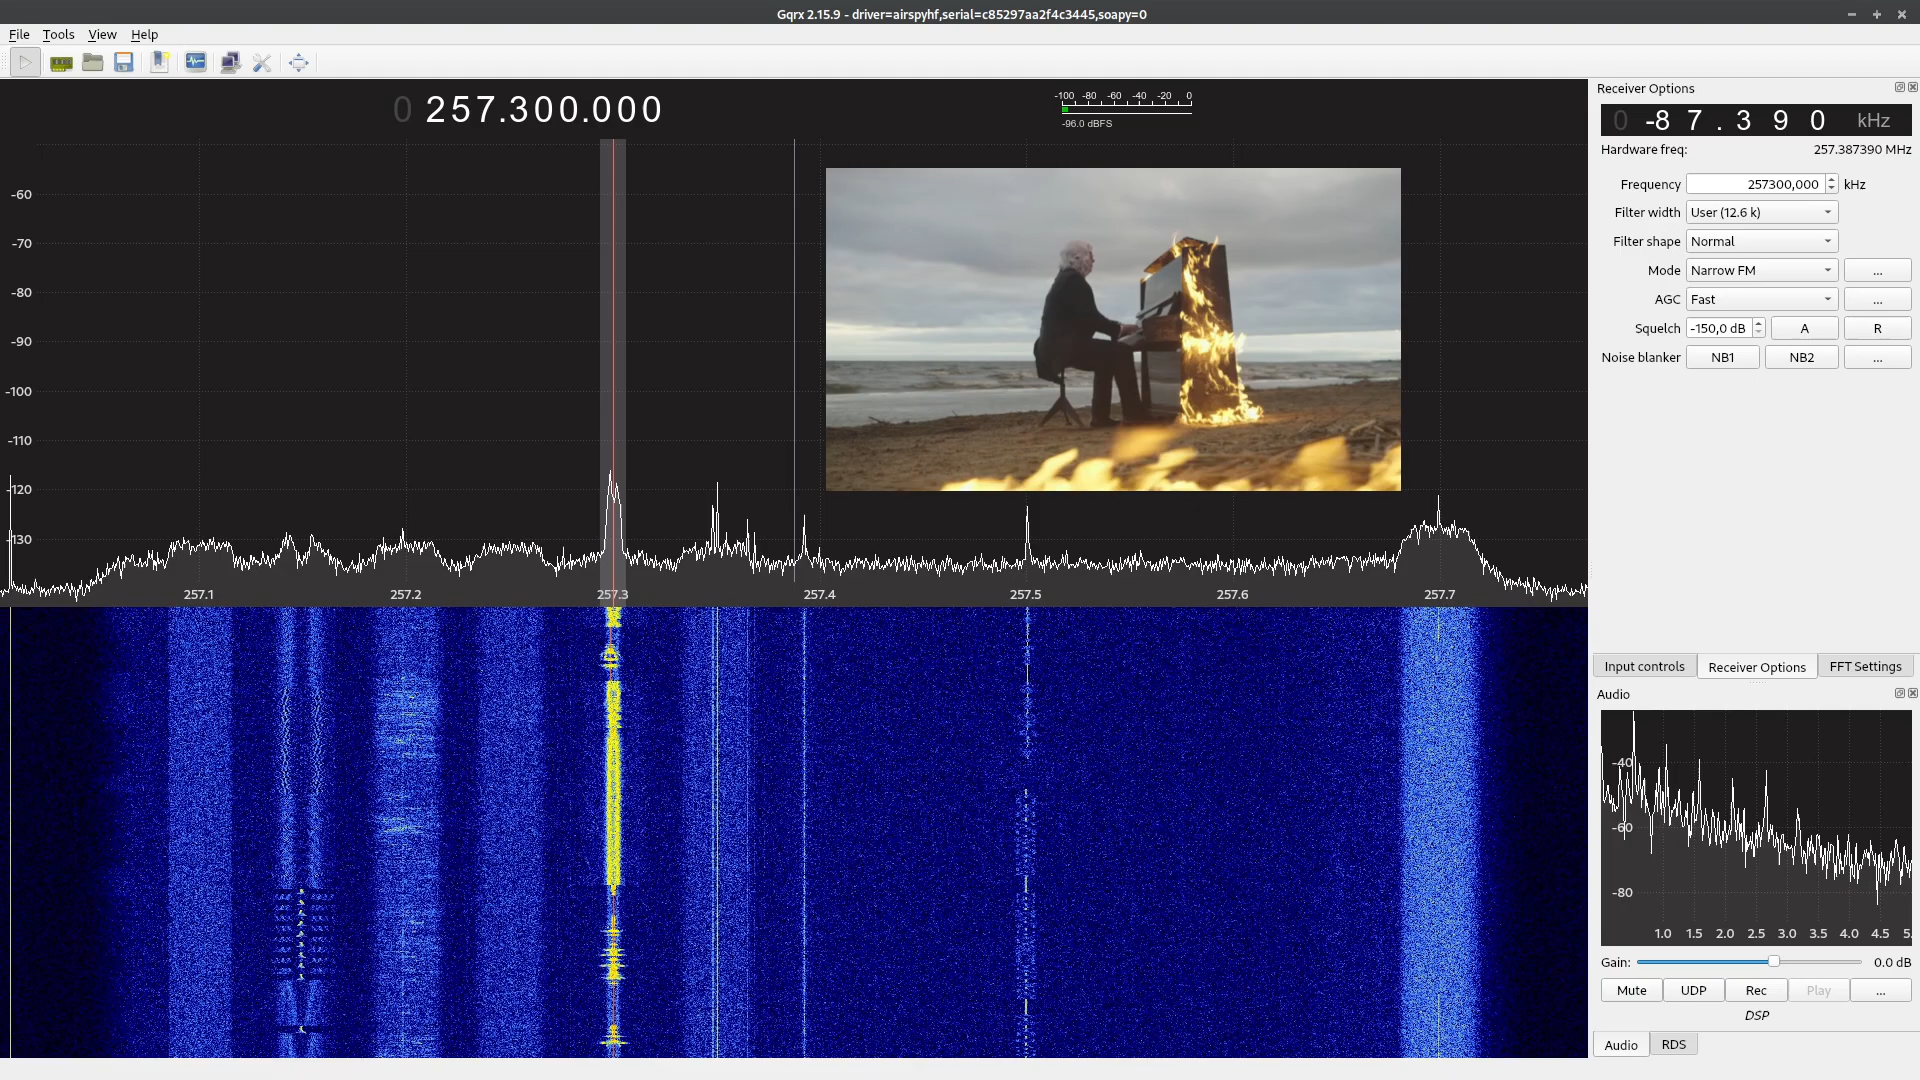 Gqrx 2.15.9 - driver=airspyhf,serial=c85297aa2f4c3445,soapy=0
File Tools View Help
0 257.300.000
-100 -80 -60 -40 -20 0
-96.0 dBFS
-60
-70
-80
-90
-100
-110
-120
-130
257.1 257.2 257.3 257.4 257.5 257.6 257.7
Receiver Options
0 -87.390 kHz
Hardware freq: 257.387390 MHz
Frequency 257300,000 kHz
Filter width User (12.6 k)
Filter shape Normal
Mode Narrow FM ...
AGC Fast ...
Squelch -150,0 dB A R
Noise blanker NB1 NB2 ...
Input controls Receiver Options FFT Settings
Audio
-40
-60
-80
1.0 1.5 2.0 2.5 3.0 3.5 4.0 4.5 5.
Gain: 0.0 dB
Mute UDP Rec Play ...
DSP
Audio RDS